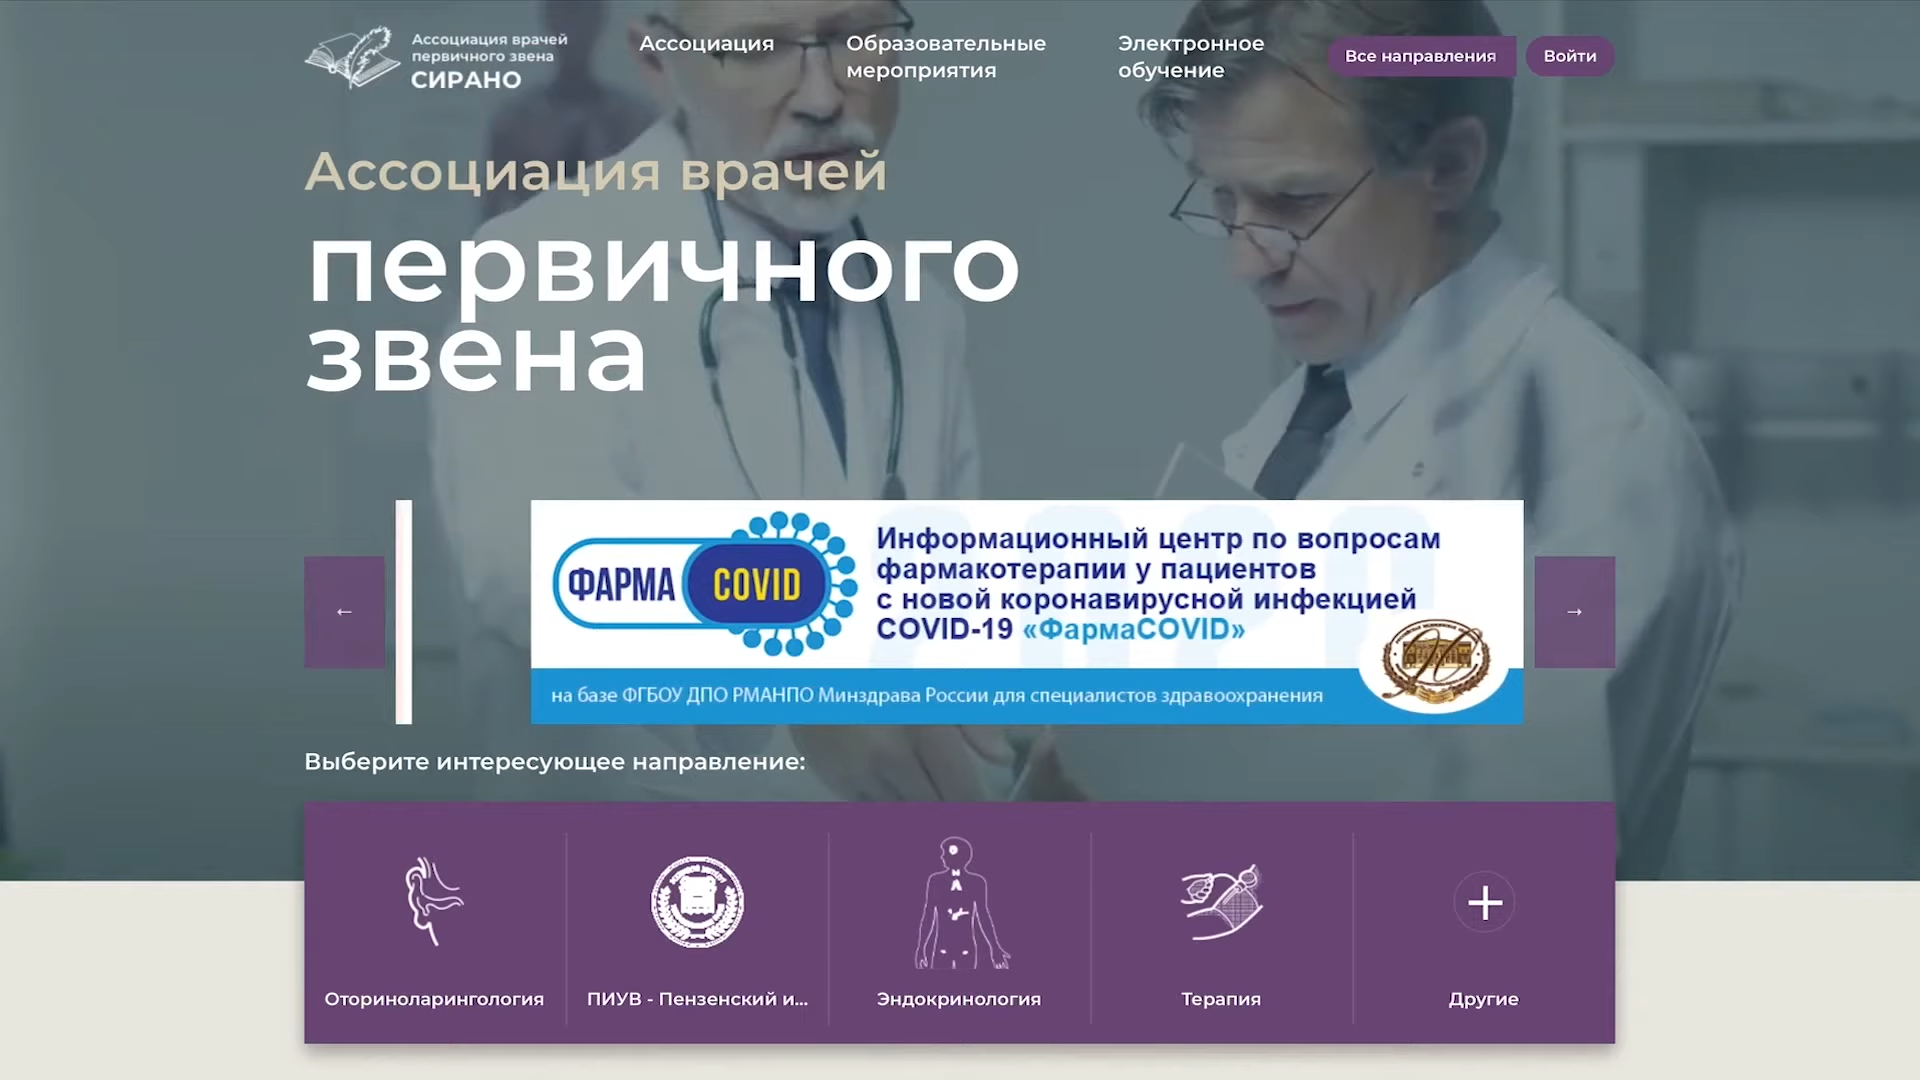 Ассоциация врачей
первичного звена
СИРАНО
Ассоциация
Образовательные
мероприятия
Электронное
обучение
Все направления
Войти
Ассоциация врачей
первичного
звена
←
ФАРМА COVID
Информационный центр по вопросам
фармакотерапии у пациентов
с новой коронавирусной инфекцией
COVID-19 «ФармаCOVID»
на базе ФГБОУ ДПО РМАНПО Минздрава России для специалистов здравоохранения
→
Выберите интересующее направление:
Оториноларингология
ПИУВ - Пензенский и...
Эндокринология
Терапия
Другие